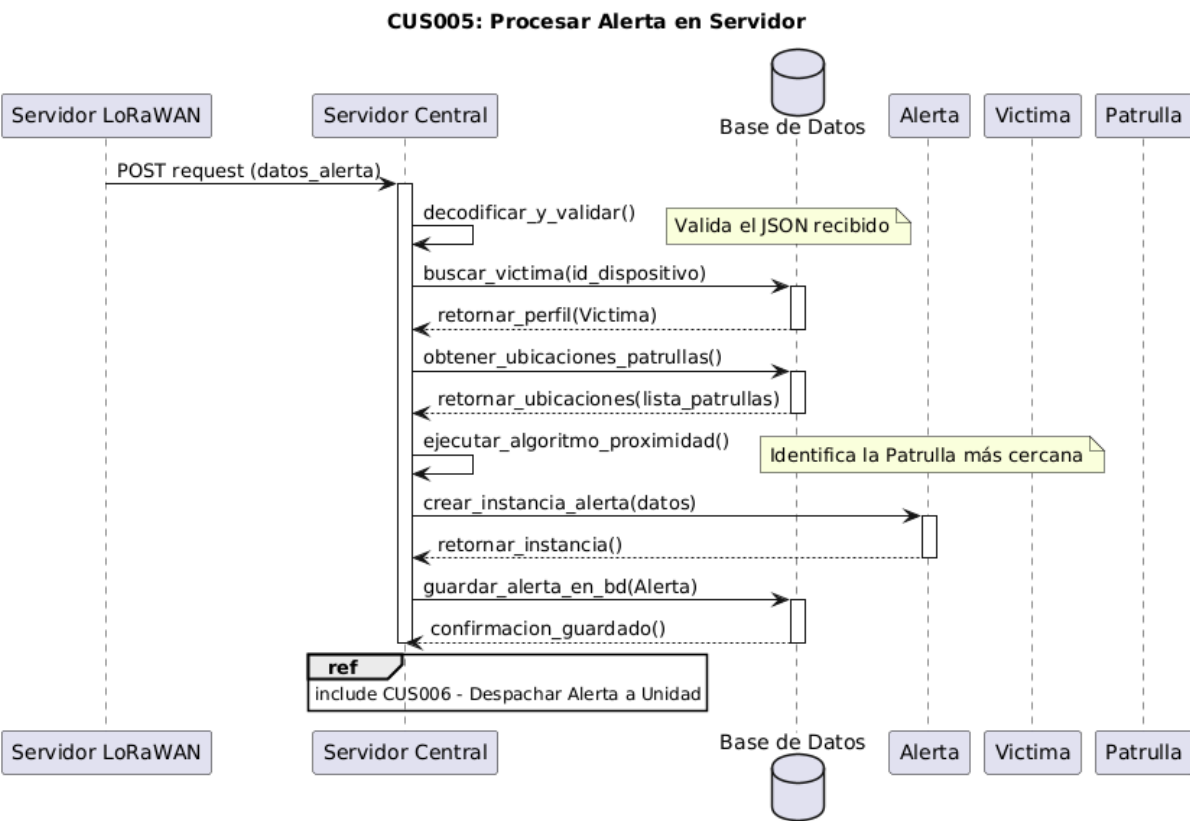 CUS005: Procesar Alerta en Servidor
Servidor LoRaWAN
Servidor Central
Base de Datos
Alerta
Victima
Patrulla
POST request (datos_alerta)
decodificar_y_validar()
Valida el JSON recibido
buscar_victima(id_dispositivo)
retornar_perfil(Victima)
obtener_ubicaciones_patrullas()
retornar_ubicaciones(lista_patrullas)
ejecutar_algoritmo_proximidad()
Identifica la Patrulla más cercana
crear_instancia_alerta(datos)
retornar_instancia()
guardar_alerta_en_bd(Alerta)
confirmacion_guardado()
ref
include CUS006 - Despachar Alerta a Unidad
Servidor LoRaWAN
Servidor Central
Base de Datos
Alerta
Victima
Patrulla